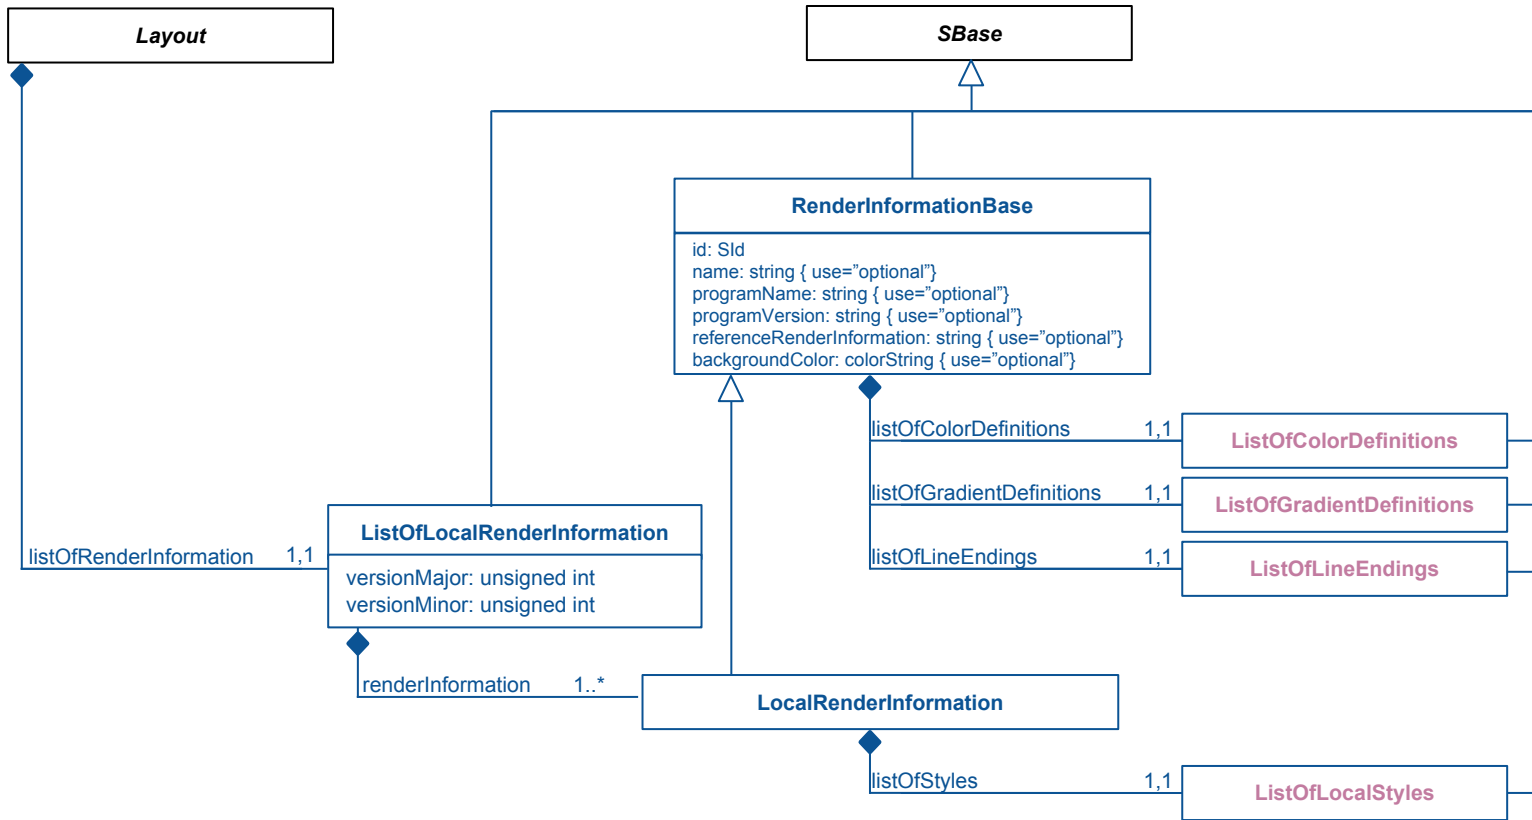 Layout
SBase
RenderInformationBase
id: SId
name: string { use=”optional”}
programName: string { use=”optional”}
programVersion: string { use=”optional”}
referenceRenderInformation: string { use=”optional”}
backgroundColor: colorString { use=”optional”}
listOfColorDefinitions 1,1
ListOfColorDefinitions
listOfGradientDefinitions 1,1
ListOfGradientDefinitions
listOfLineEndings 1,1
ListOfLineEndings
listOfRenderInformation 1,1
ListOfLocalRenderInformation
versionMajor: unsigned int
versionMinor: unsigned int
renderInformation 1..*
LocalRenderInformation
listOfStyles 1,1
ListOfLocalStyles